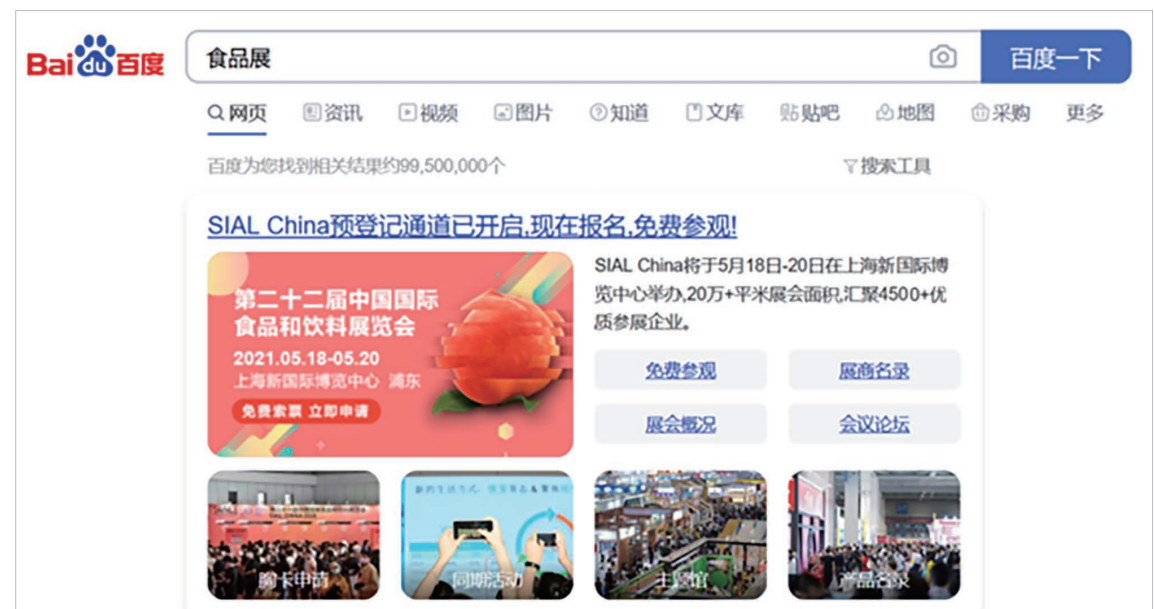 Bai du 百度
食品展
百度一下
网页 资讯 视频 图片 知道 文库 贴吧 地图 采购 更多
百度为您找到相关结果约99,500,000个
搜索工具
SIAL China预登记通道已开启,现在报名,免费参观!
第二十二届中国国际
食品和饮料展览会
2021.05.18-05.20
上海新国际博览中心 浦东
免费索票 立即申请
SIAL China将于5月18日-20日在上海新国际博
览中心举办,20万+平米展会面积,汇聚4500+优
质参展企业。
免费参观 展商名录
展会概况 会议论坛
胸卡申请 同期活动 主题馆 产品名录